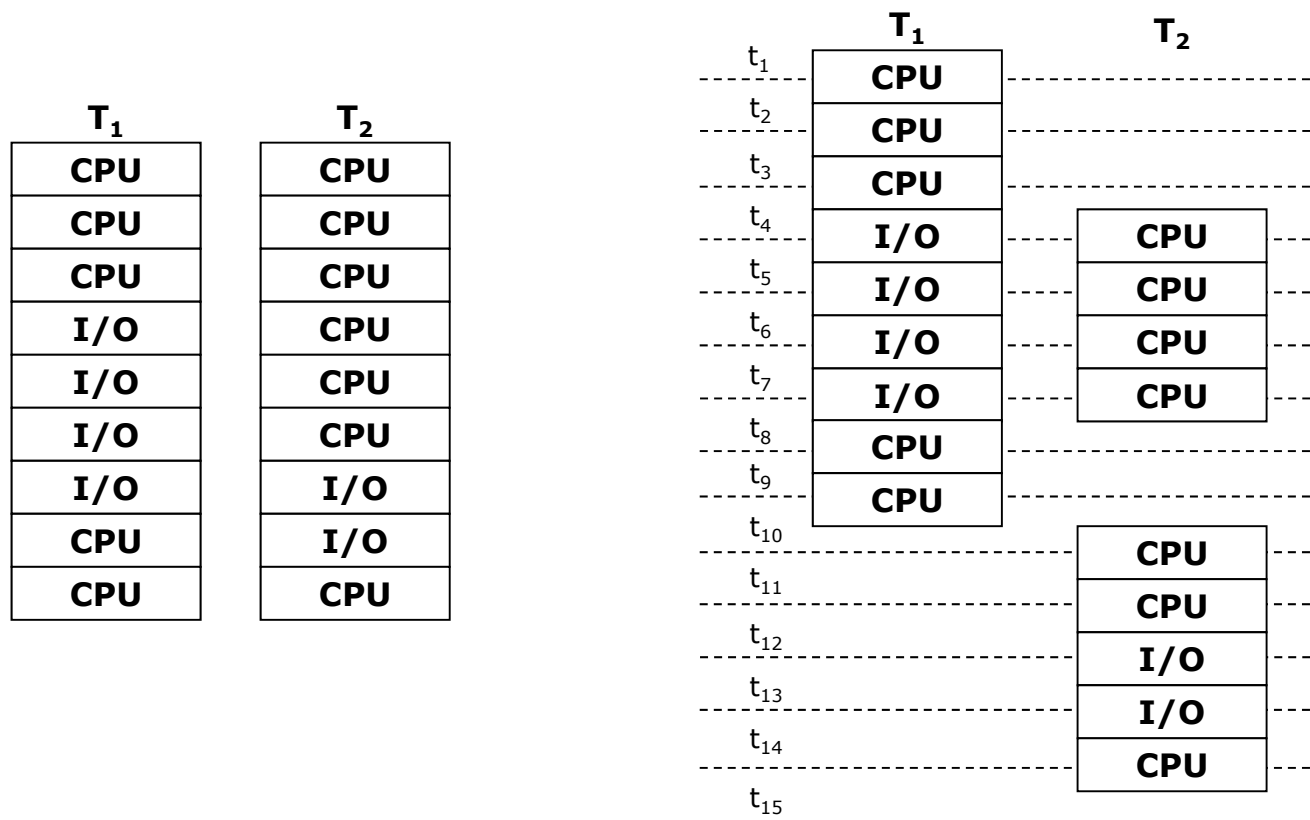 T₁ T₂
CPU CPU
CPU CPU
CPU CPU
I/O CPU
I/O CPU
I/O CPU
I/O I/O
CPU I/O
CPU CPU
T₁ T₂
t₁ CPU
t₂ CPU
t₃ CPU
t₄ I/O CPU
t₅ I/O CPU
t₆ I/O CPU
t₇ I/O CPU
t₈ CPU
t₉ CPU
t₁₀ CPU
t₁₁ CPU
t₁₂ I/O
t₁₃ I/O
t₁₄ CPU
t₁₅